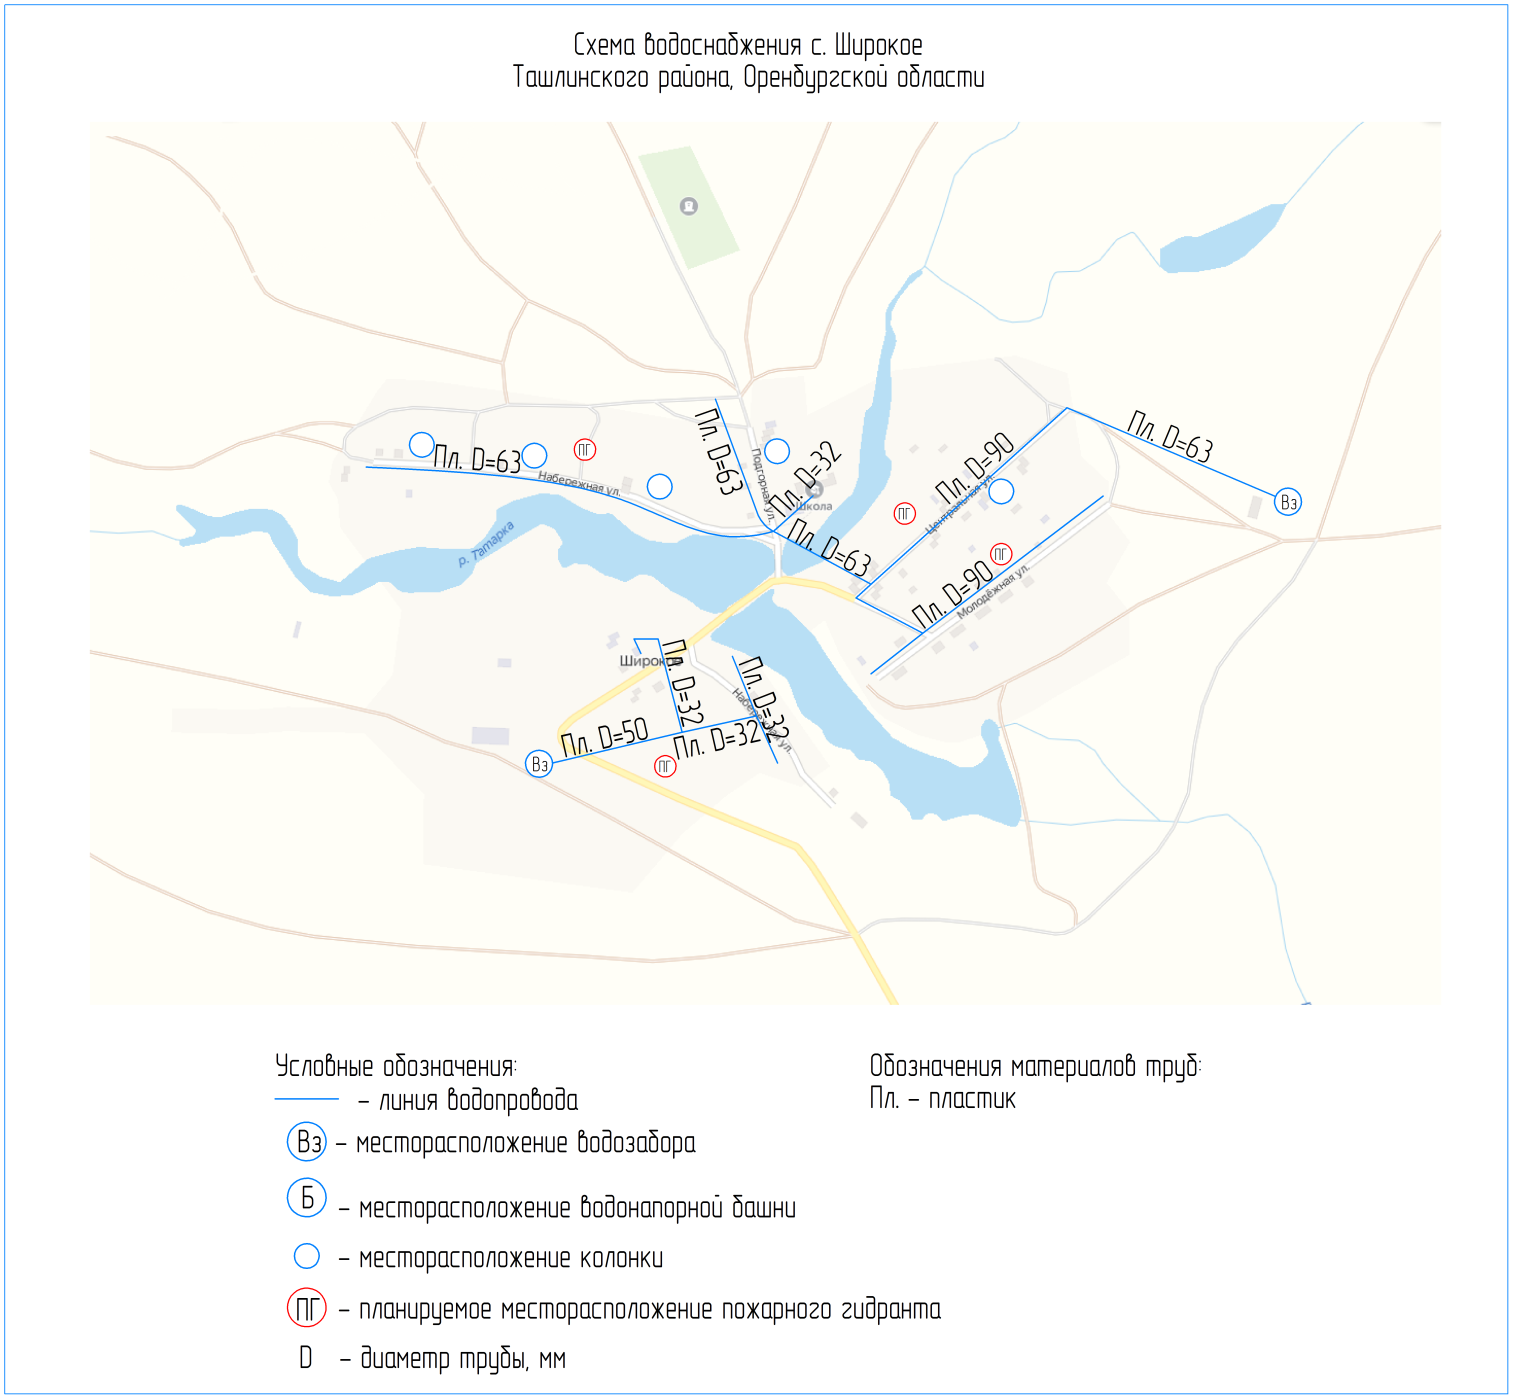 Схема водоснабжения с. Широкое
Ташлинского района, Оренбургской области
Пл. D=63
Пл. D=63
Пл. D=32
Пл. D=90
Пл. D=63
Вз
ПГ
Набережная ул.
Подгорная ул.
Школа
Центральная ул.
ПГ
ПГ
р. Татарка
Пл. D=63
Пл. D=90
Молодёжная ул.
Широкое
Пл. D=32
Пл. D=32
Набережная ул.
Пл. D=50
Пл. D=32
Вз
ПГ
Условные обозначения:
– линия водопровода
Вз – месторасположение водозабора
Б – месторасположение водонапорной башни
– месторасположение колонки
ПГ – планируемое месторасположение пожарного гидранта
D – диаметр трубы, мм
Обозначения материалов труб:
Пл. – пластик